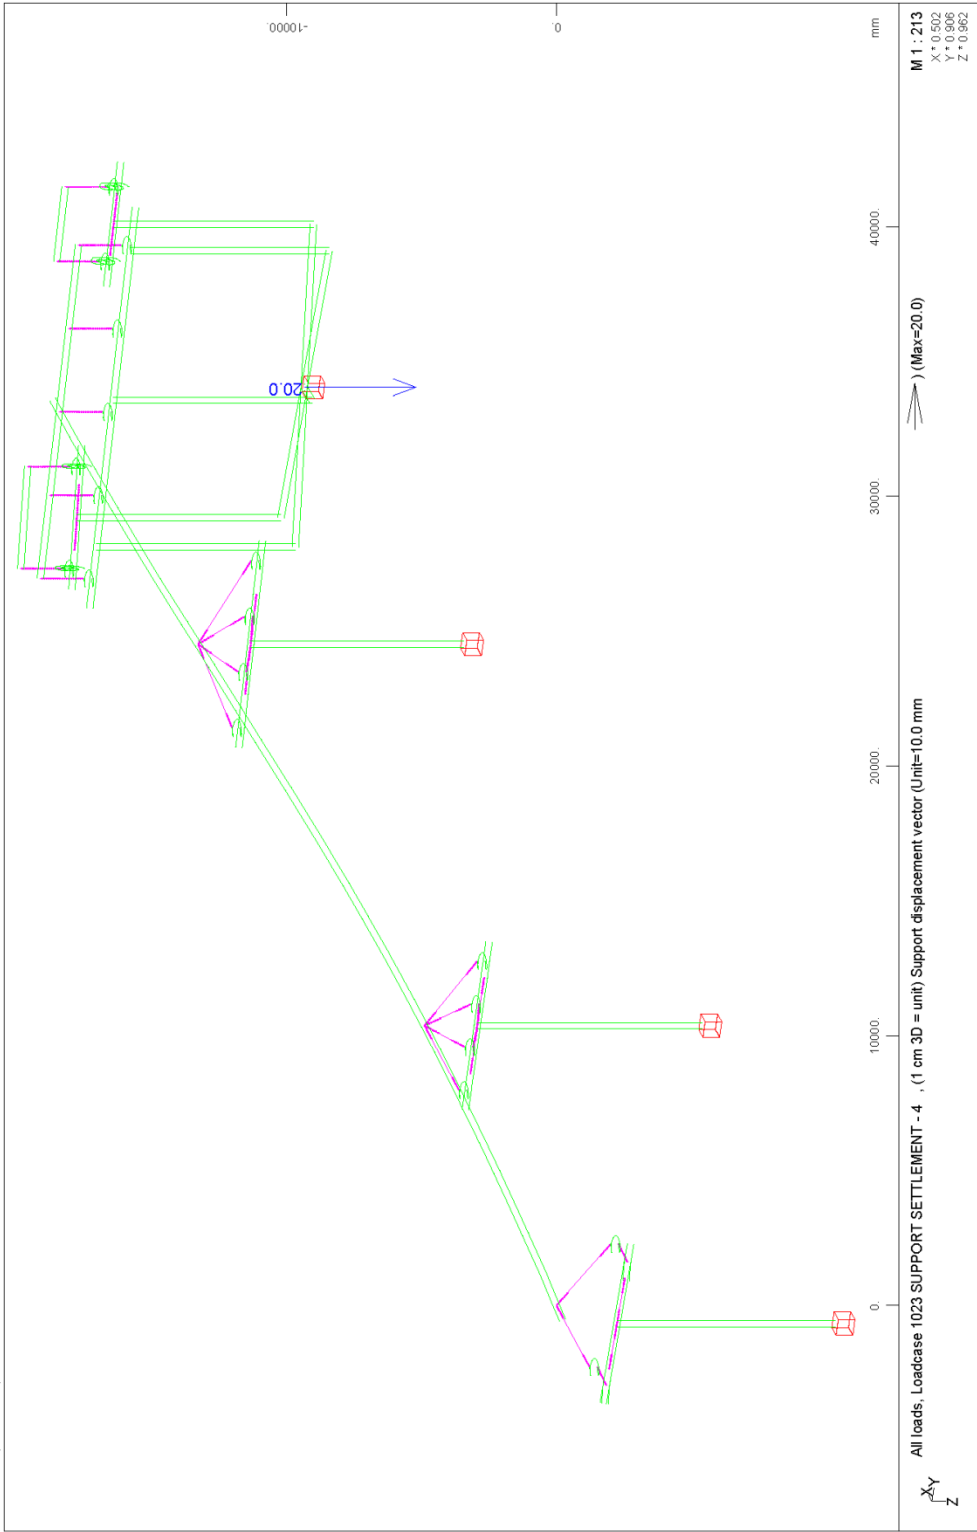 -10000.
0.
mm
20.0
0.
10000.
20000.
30000.
40000.
All loads, Loadcase 1023 SUPPORT SETTLEMENT - 4 , (1 cm 3D = unit) Support displacement vector (Unit=10.0 mm ) (Max=20.0)
M 1 : 213
X * 0.502
Y * 0.906
Z * 0.962
X
Y
Z